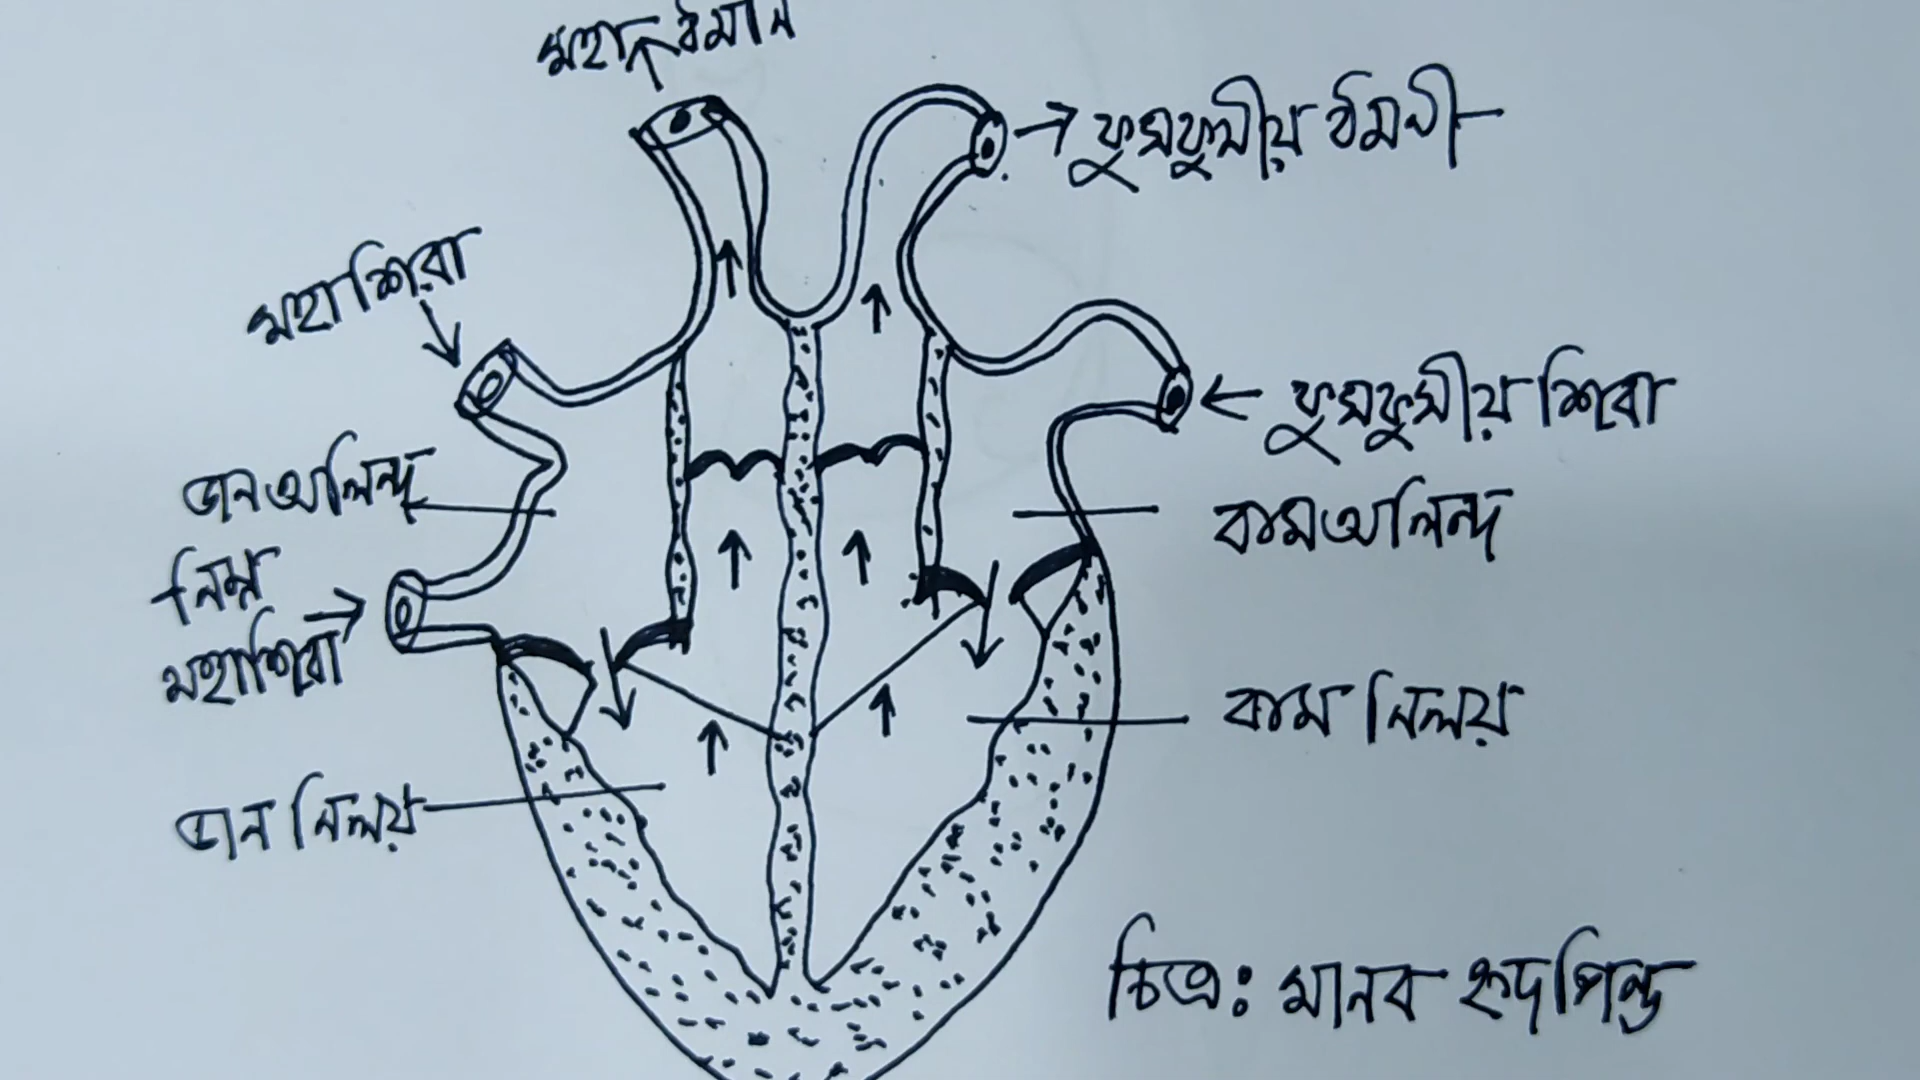 মহাধমনি
ফুসফুসীয় ধমনী
মহাশিরা
ফুসফুসীয় শিরা
ডান অলিন্দ
বাম অলিন্দ
নিম্ন
মহাশিরা
বাম নিলয়
ডান নিলয়
চিত্র: মানব হৃদপিন্ড